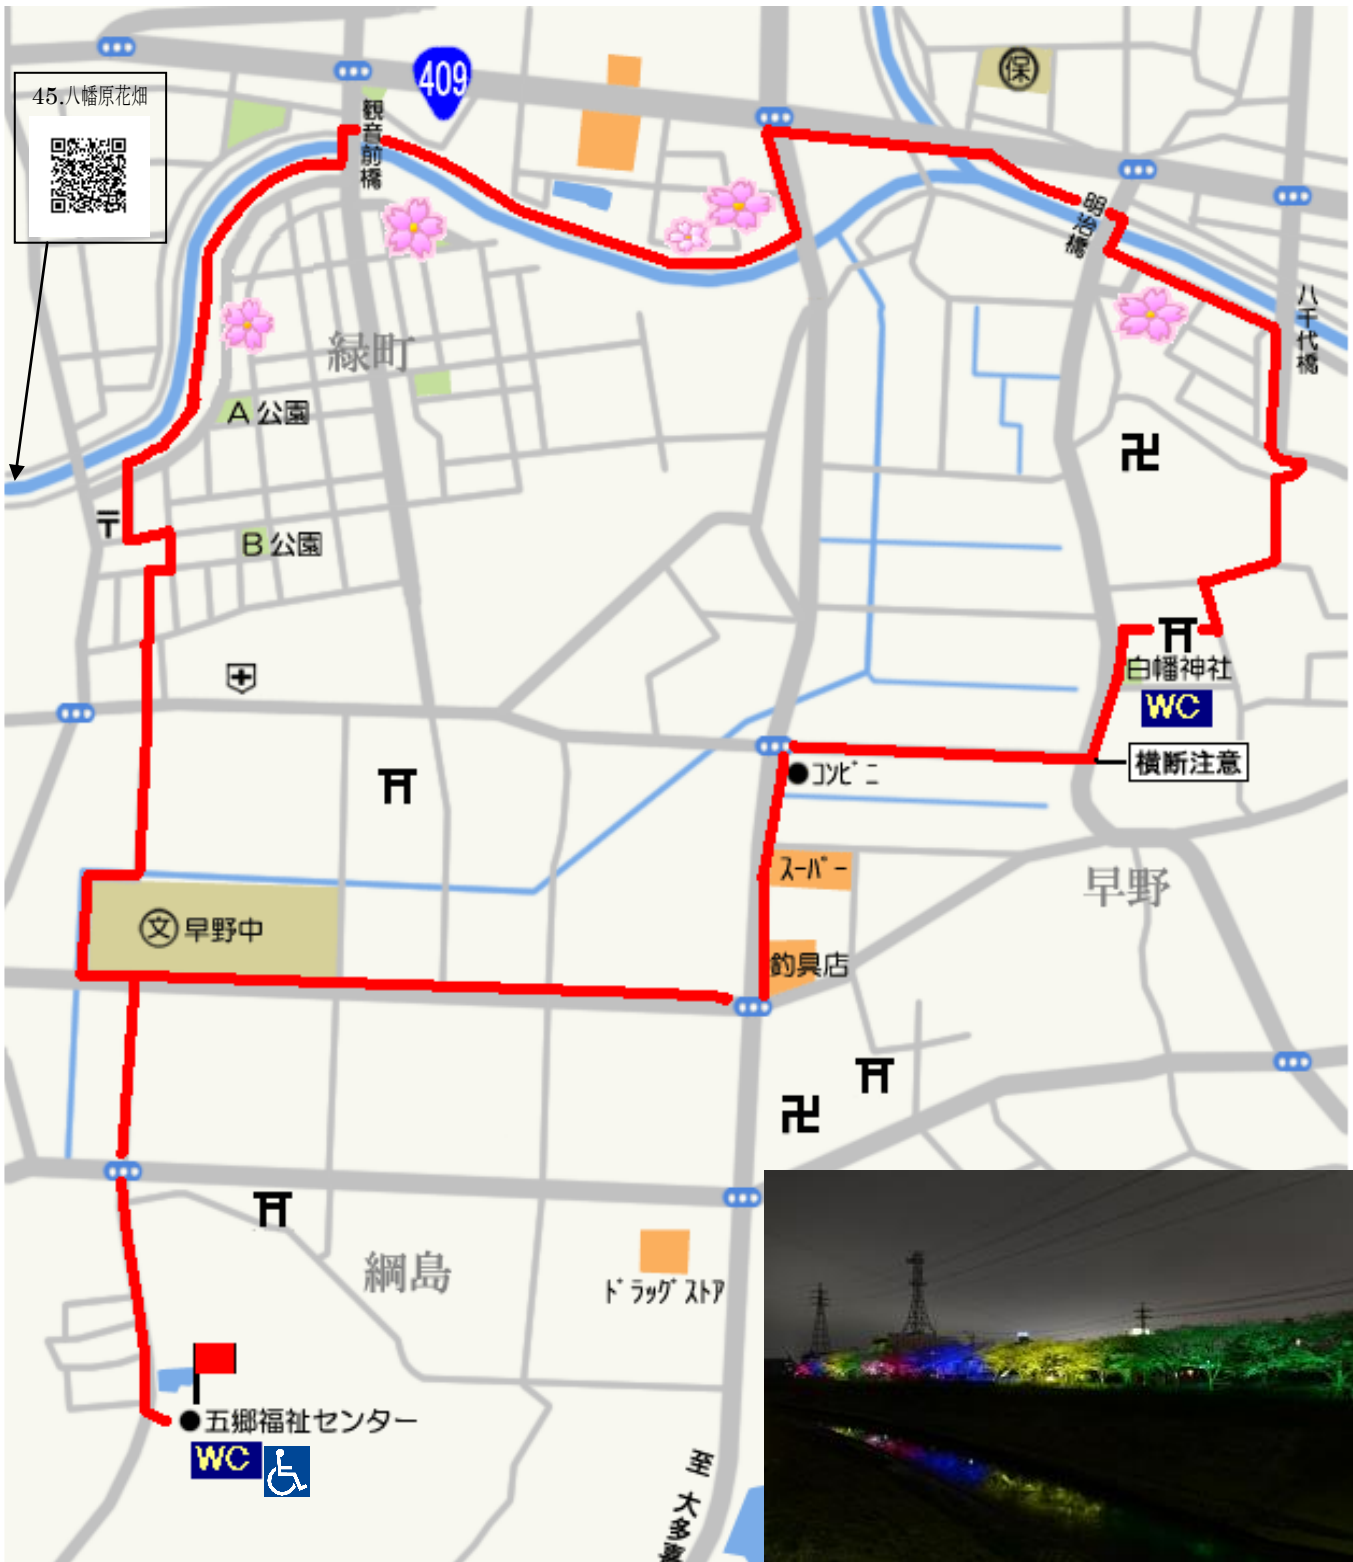 409
保
45.八幡原花畑
観音前橋
明治橋
八千代橋
緑町
A 公園
〒
B 公園
白幡神社
WC
横断注意
コンビニ
スーパー
早野
文 早野中
釣具店
綱島
ドラッグストア
五郷福祉センター
WC
至 大多喜